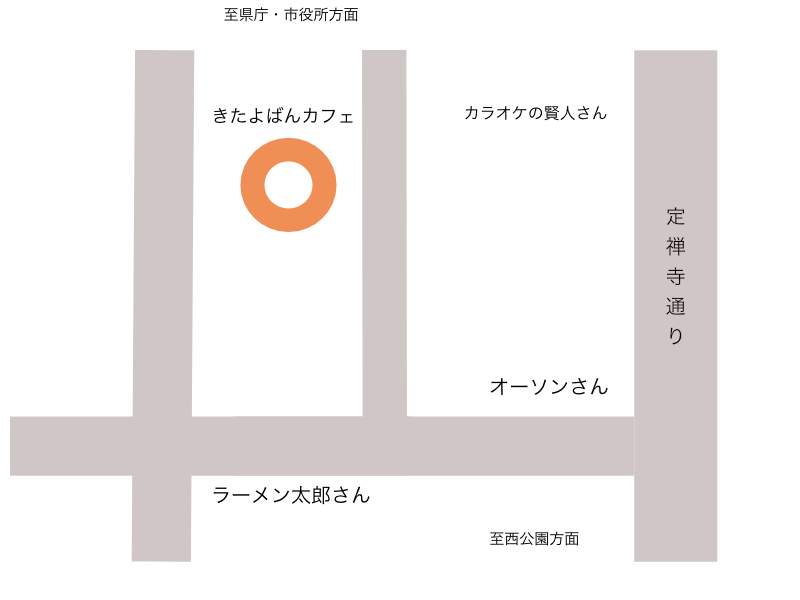 至県庁・市役所方面
きたよばんカフェ
カラオケの賢人さん
定禅寺通り
オーソンさん
ラーメン太郎さん
至西公園方面